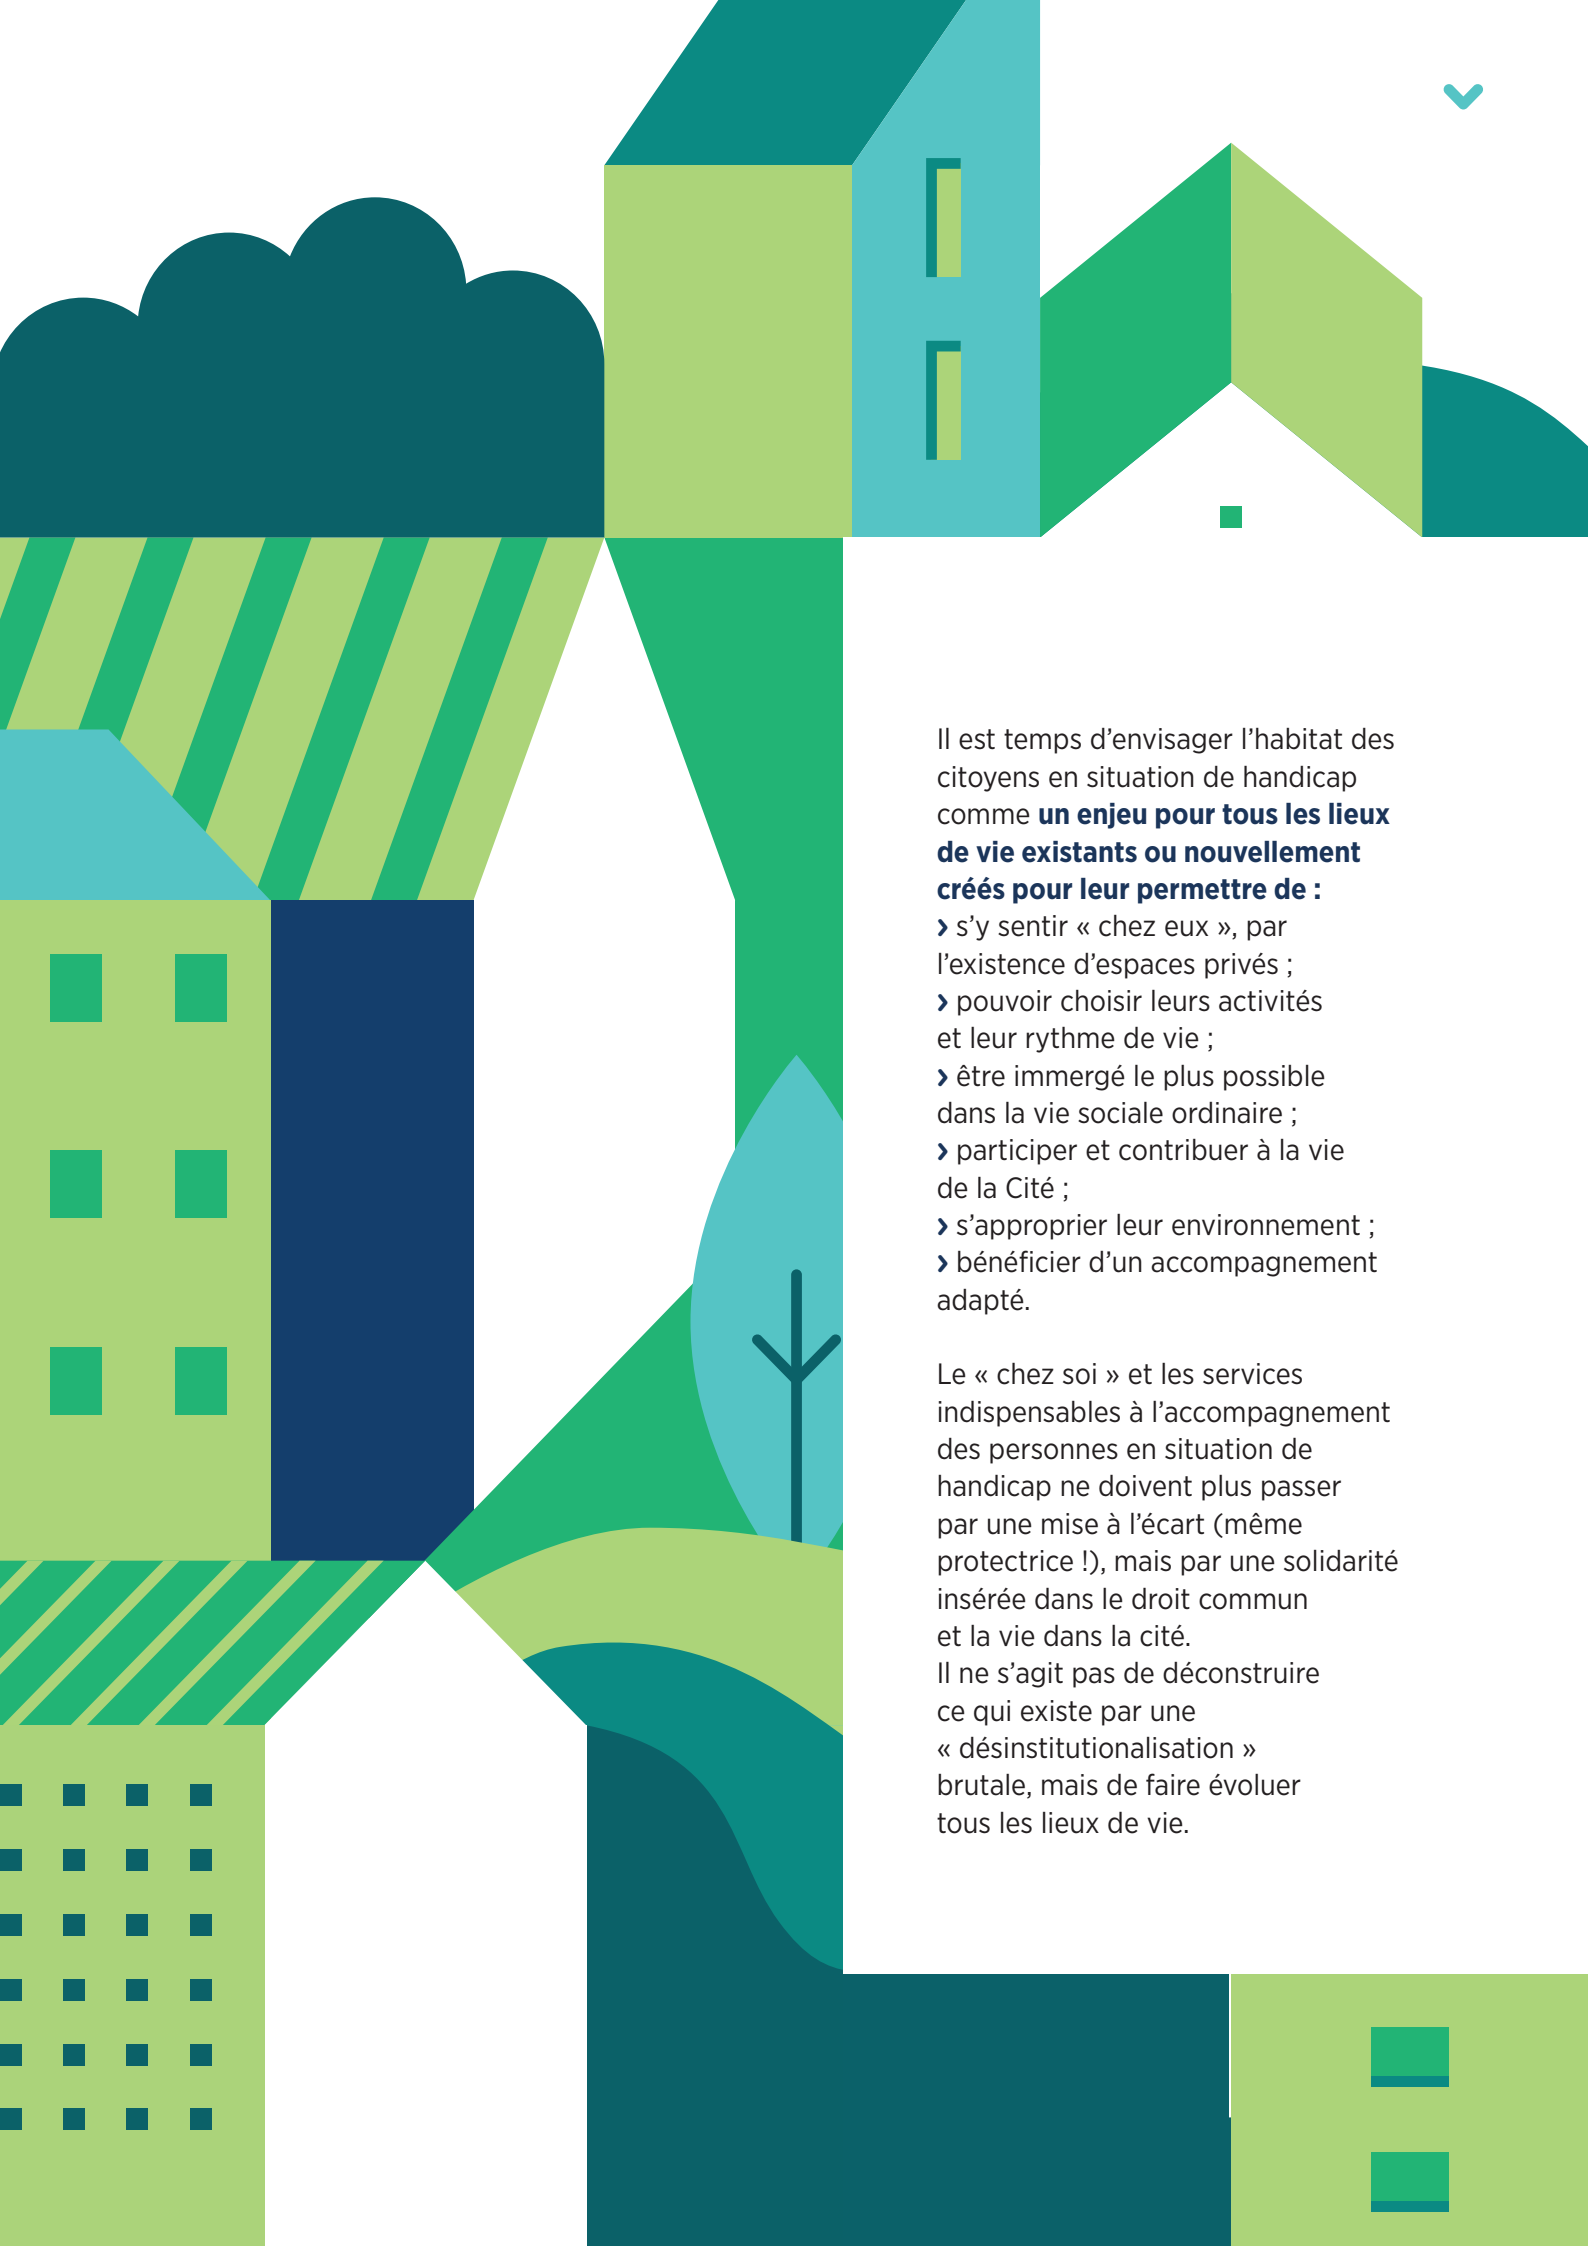 Il est temps d’envisager l’habitat des
citoyens en situation de handicap
comme un enjeu pour tous les lieux
de vie existants ou nouvellement
créés pour leur permettre de :
› s’y sentir « chez eux », par
l’existence d’espaces privés ;
› pouvoir choisir leurs activités
et leur rythme de vie ;
› être immergé le plus possible
dans la vie sociale ordinaire ;
› participer et contribuer à la vie
de la Cité ;
› s’approprier leur environnement ;
› bénéficier d’un accompagnement
adapté.
Le « chez soi » et les services
indispensables à l’accompagnement
des personnes en situation de
handicap ne doivent plus passer
par une mise à l’écart (même
protectrice !), mais par une solidarité
insérée dans le droit commun
et la vie dans la cité.
Il ne s’agit pas de déconstruire
ce qui existe par une
« désinstitutionalisation »
brutale, mais de faire évoluer
tous les lieux de vie.